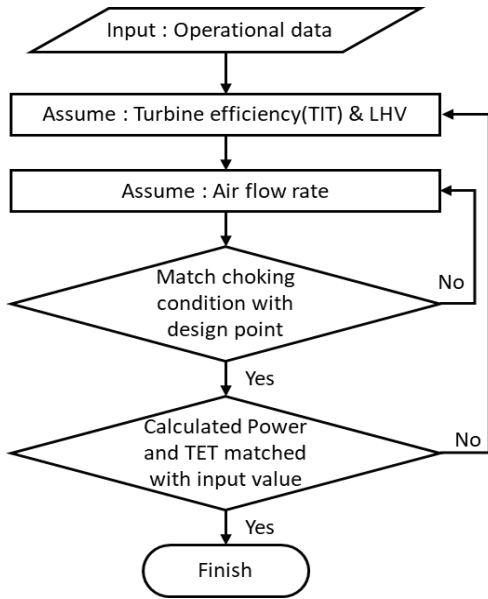 Input : Operational data
Assume : Turbine efficiency(TIT) & LHV
Assume : Air flow rate
Match choking
condition with
design point
No
Yes
Calculated Power
and TET matched
with input value
No
Yes
Finish